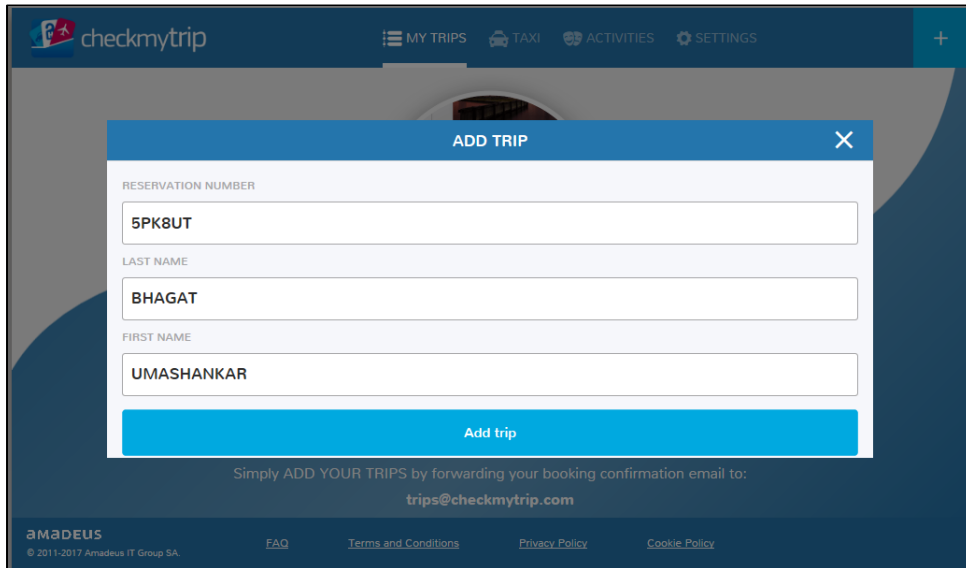 checkmytrip
MY TRIPS TAXI ACTIVITIES SETTINGS +
ADD TRIP
RESERVATION NUMBER
5PK8UT
LAST NAME
BHAGAT
FIRST NAME
UMASHANKAR
Add trip
Simply ADD YOUR TRIPS by forwarding your booking confirmation email to:
trips@checkmytrip.com
amadeus
© 2011-2017 Amadeus IT Group SA.
FAQ Terms and Conditions Privacy Policy Cookie Policy